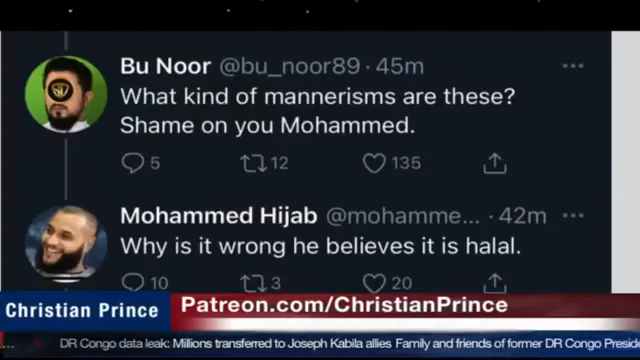 Bu Noor @bu_noor89 · 45m
What kind of mannerisms are these?
Shame on you Mohammed.
5 12 135
Mohammed Hijab @mohamme... · 42m
Why is it wrong he believes it is halal.
10 3 20
Christian Prince
Patreon.com/ChristianPrince
DR Congo data leak: Millions transferred to Joseph Kabila allies Family and friends of former DR Congo Preside